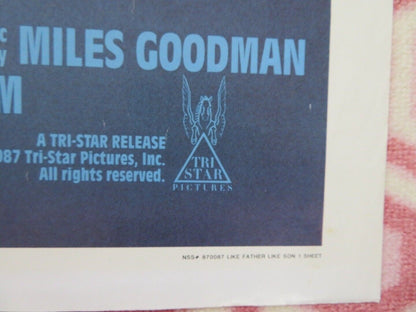 C
Y MILES GOODMAN
M
A TRI-STAR RELEASE
987 Tri-Star Pictures, Inc.
All rights reserved.
TRI
STAR
PICTURES
NSS# 870087 LIKE FATHER LIKE SON 1 SHEET